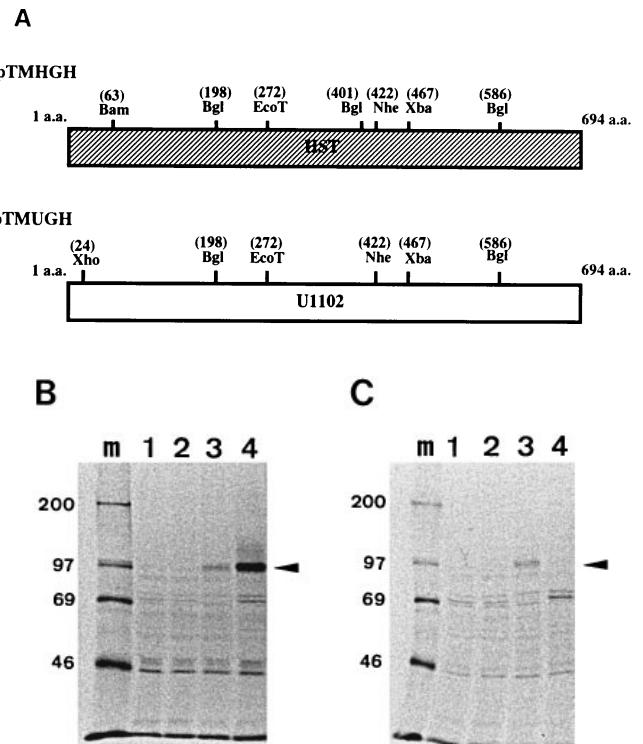 A
pTMHGH
(63) (198) (272) (401) (422) (467) (586)
Bam Bgl EcoT Bgl Nhe Xba Bgl
1 a.a. 694 a.a.
HST
pTMUGH
(24) (198) (272) (422) (467) (586)
Xho Bgl EcoT Nhe Xba Bgl
1 a.a. 694 a.a.
U1102
B C
m 1 2 3 4 m 1 2 3 4
200 200
97 97
69 69
46 46